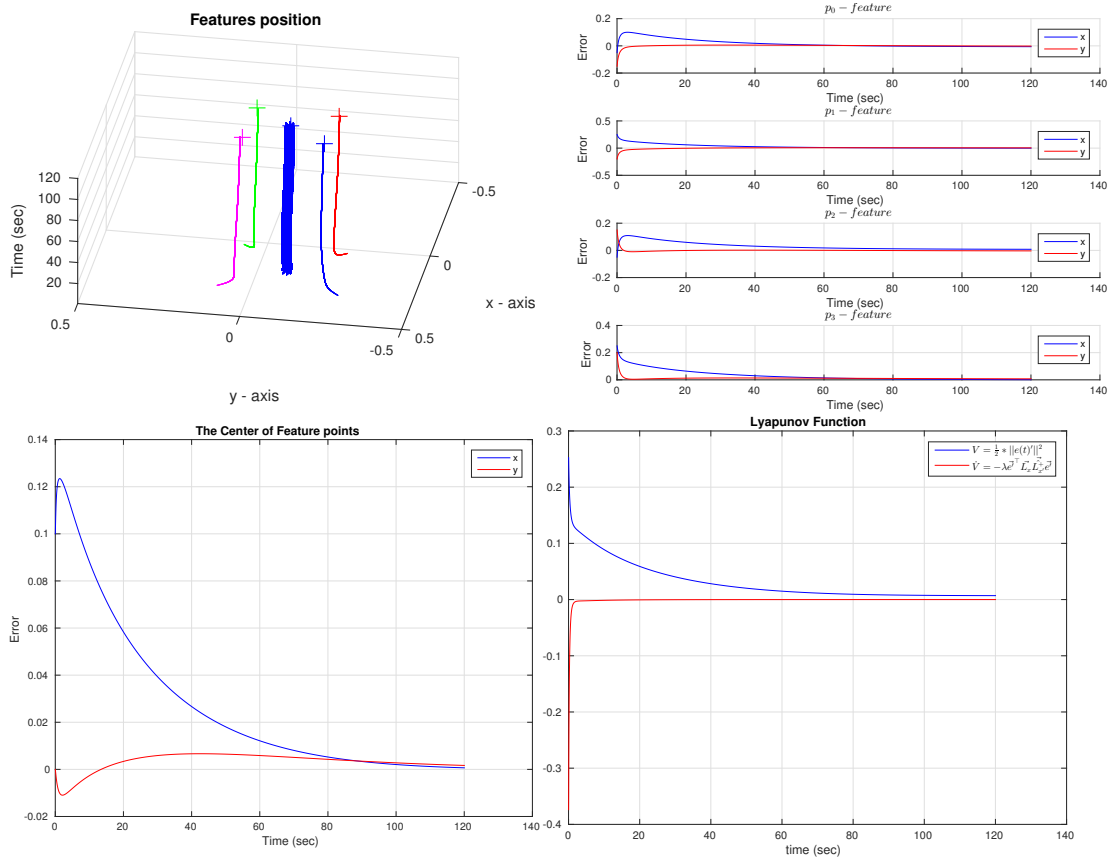 Features position
120
100
80
60
40
20
Time (sec)
0.5
0
-0.5
0.5
0
-0.5
x - axis
y - axis
p_0 - feature
0.2
0
-0.2
Error
x
y
0 20 40 60 80 100 120 140
Time (sec)
p_1 - feature
0.5
0
-0.5
Error
x
y
0 20 40 60 80 100 120 140
Time (sec)
p_2 - feature
0.2
0
-0.2
Error
x
y
0 20 40 60 80 100 120 140
Time (sec)
p_3 - feature
0.4
0.2
0
Error
x
y
0 20 40 60 80 100 120 140
Time (sec)
The Center of Feature points
0.14
0.12
0.1
0.08
0.06
0.04
0.02
0
-0.02
Error
x
y
0 20 40 60 80 100 120 140
Time (sec)
Lyapunov Function
0.3
0.2
0.1
0
-0.1
-0.2
-0.3
-0.4
V = ½ * ||e(t)'||²
0 20 40 60 80 100 120 140
time (sec)